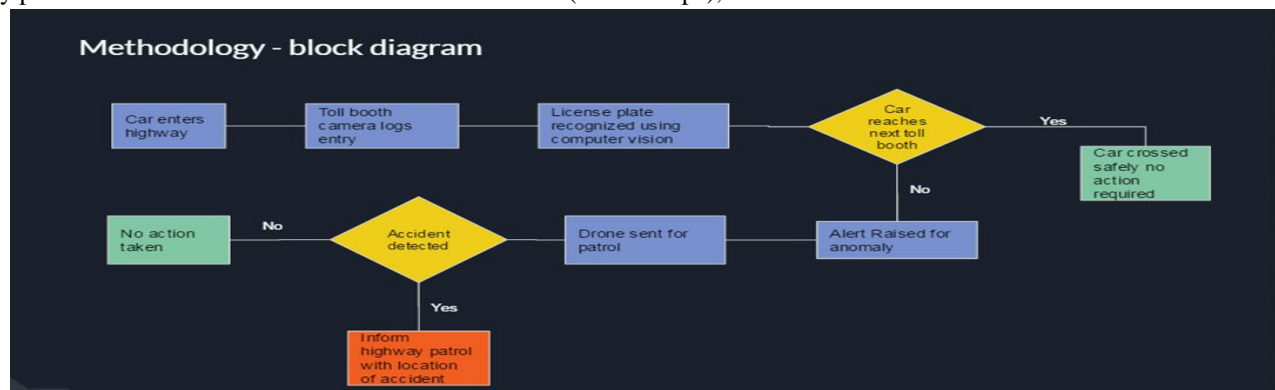 Methodology - block diagram
Car enters
highway
Toll booth
camera logs
entry
License plate
recognized using
computer vision
Car
reaches
next toll
booth
Yes
Car crossed
safely no
action
required
No
Alert Raised for
anomaly
Drone sent for
patrol
Accident
detected
No
No action
taken
Yes
Inform
highway patrol
with location
of accident